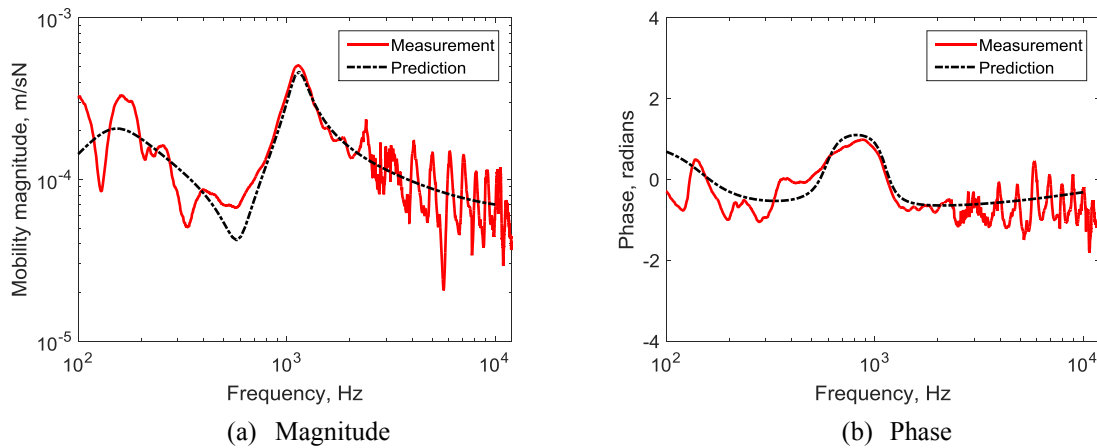 10^-3
10^-4
10^-5
Mobility magnitude, m/sN
Measurement
Prediction
10^2
10^3
10^4
Frequency, Hz
(a) Magnitude
4
2
0
-2
-4
Phase, radians
Measurement
Prediction
10^2
10^3
10^4
Frequency, Hz
(b) Phase